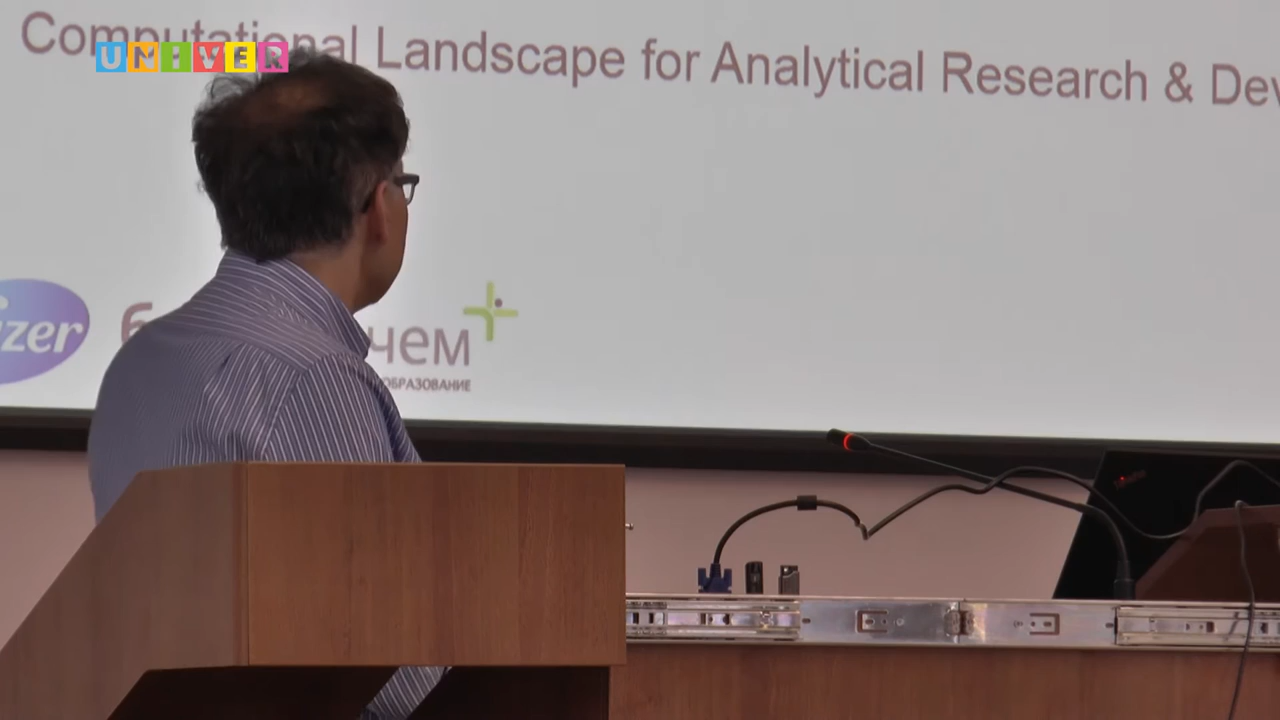 Computational Landscape for Analytical Research & Dev
UNIVER
izer
чем
ОБРАЗОВАНИЕ